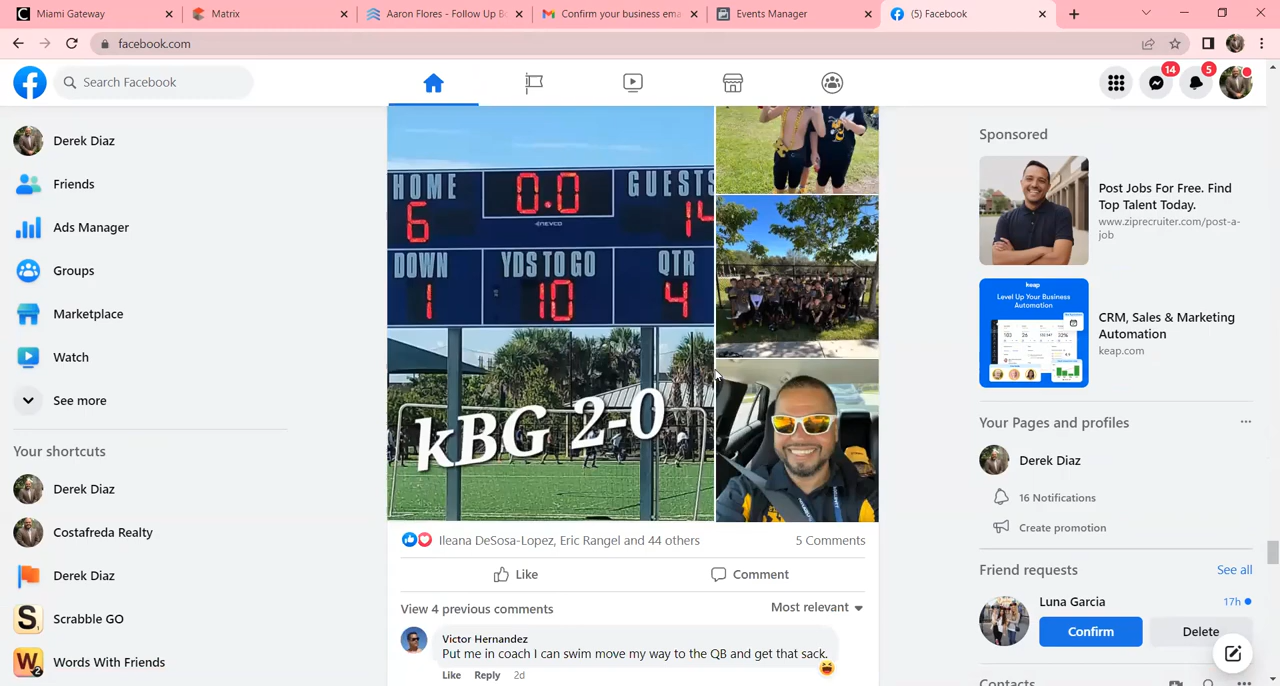 Miami Gateway
Matrix
Aaron Flores - Follow Up B
Confirm your business ema
Events Manager
(5) Facebook
facebook.com
Search Facebook
14
5
Derek Diaz
Friends
Ads Manager
Groups
Marketplace
Watch
See more
Your shortcuts
Derek Diaz
Costafreda Realty
Derek Diaz
Scrabble GO
Words With Friends
HOME 0.0 GUESTS
6 14
NEVCO
DOWN YDS TO GO QTR
1 10 4
KBG 2-0
Ileana DeSosa-Lopez, Eric Rangel and 44 others
5 Comments
Like
Comment
View 4 previous comments
Most relevant
Victor Hernandez
Put me in coach I can swim move my way to the QB and get that sack.
Like Reply 2d
Sponsored
Post Jobs For Free. Find
Top Talent Today.
www.ziprecruiter.com/post-a-
job
keap
Level Up Your Business
Automation
CRM, Sales & Marketing
Automation
keap.com
Your Pages and profiles
Derek Diaz
16 Notifications
Create promotion
Friend requests
See all
Luna Garcia
17h
Confirm
Delete
Contacts